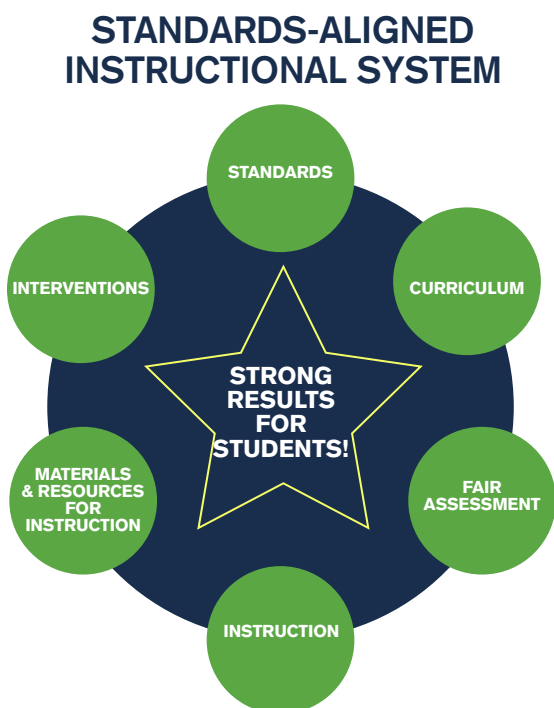 STANDARDS-ALIGNED
INSTRUCTIONAL SYSTEM
STANDARDS
CURRICULUM
FAIR
ASSESSMENT
INSTRUCTION
MATERIALS
& RESOURCES
FOR
INSTRUCTION
INTERVENTIONS
STRONG
RESULTS
FOR
STUDENTS!